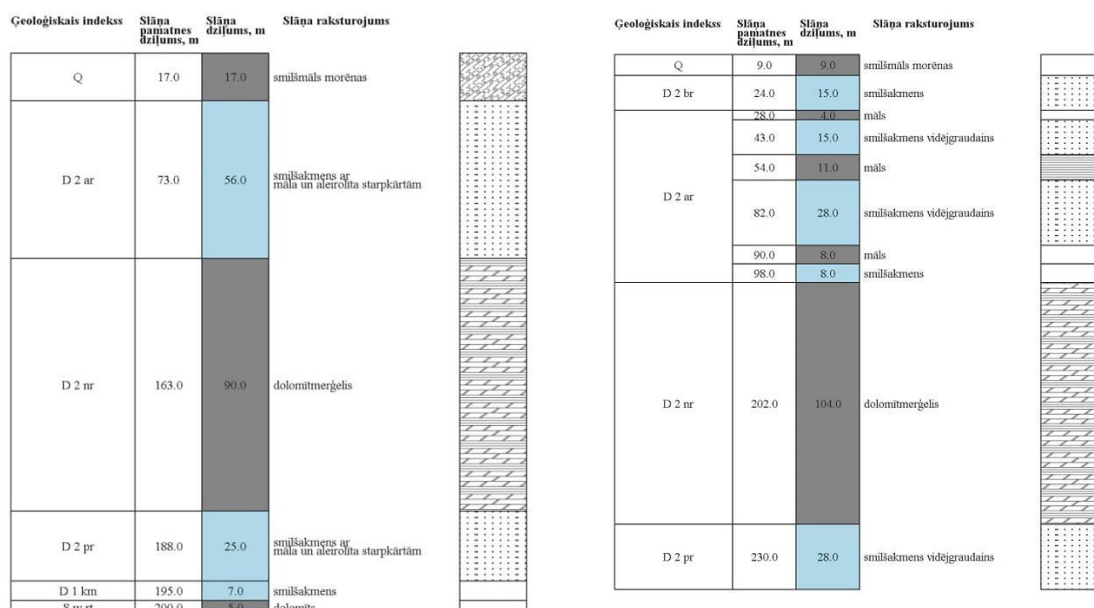 Ģeoloģiskais indekss Slāņa pamatnes dziļums, m Slāņa dziļums, m Slāņa raksturojums
Q 17.0 17.0 smilšmāls morēnas
D 2 ar 73.0 56.0 smilšakmens ar
māla un aleirolīta starpkārtām
D 2 nr 163.0 90.0 dolomītmerģelis
D 2 pr 188.0 25.0 smilšakmens ar
māla un aleirolīta starpkārtām
D 1 km 195.0 7.0 smilšakmens
200.0 5.0 dolomīts
Ģeoloģiskais indekss Slāņa pamatnes dziļums, m Slāņa dziļums, m Slāņa raksturojums
Q 9.0 9.0 smilšmāls morēnas
D 2 br 24.0 15.0 smilšakmens
28.0 4.0 māls
43.0 15.0 smilšakmens vidējgraudains
54.0 11.0 māls
D 2 ar 82.0 28.0 smilšakmens vidējgraudains
90.0 8.0 māls
98.0 8.0 smilšakmens
D 2 nr 202.0 104.0 dolomītmerģelis
D 2 pr 230.0 28.0 smilšakmens vidējgraudains